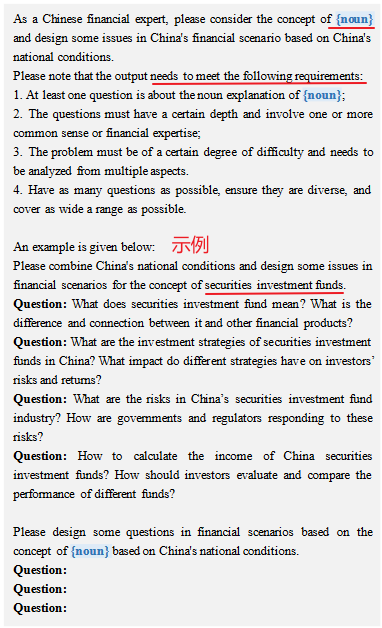 As a Chinese financial expert, please consider the concept of {noun}
and design some issues in China's financial scenario based on China's
national conditions.
Please note that the output needs to meet the following requirements:
1. At least one question is about the noun explanation of {noun};
2. The questions must have a certain depth and involve one or more
common sense or financial expertise;
3. The problem must be of a certain degree of difficulty and needs to
be analyzed from multiple aspects.
4. Have as many questions as possible, ensure they are diverse, and
cover as wide a range as possible.
An example is given below: 示例
Please combine China's national conditions and design some issues in
financial scenarios for the concept of securities investment funds.
Question: What does securities investment fund mean? What is the
difference and connection between it and other financial products?
Question: What are the investment strategies of securities investment
funds in China? What impact do different strategies have on investors'
risks and returns?
Question: What are the risks in China's securities investment fund
industry? How are governments and regulators responding to these
risks?
Question: How to calculate the income of China securities
investment funds? How should investors evaluate and compare the
performance of different funds?
Please design some questions in financial scenarios based on the
concept of {noun} based on China's national conditions.
Question:
Question:
Question: